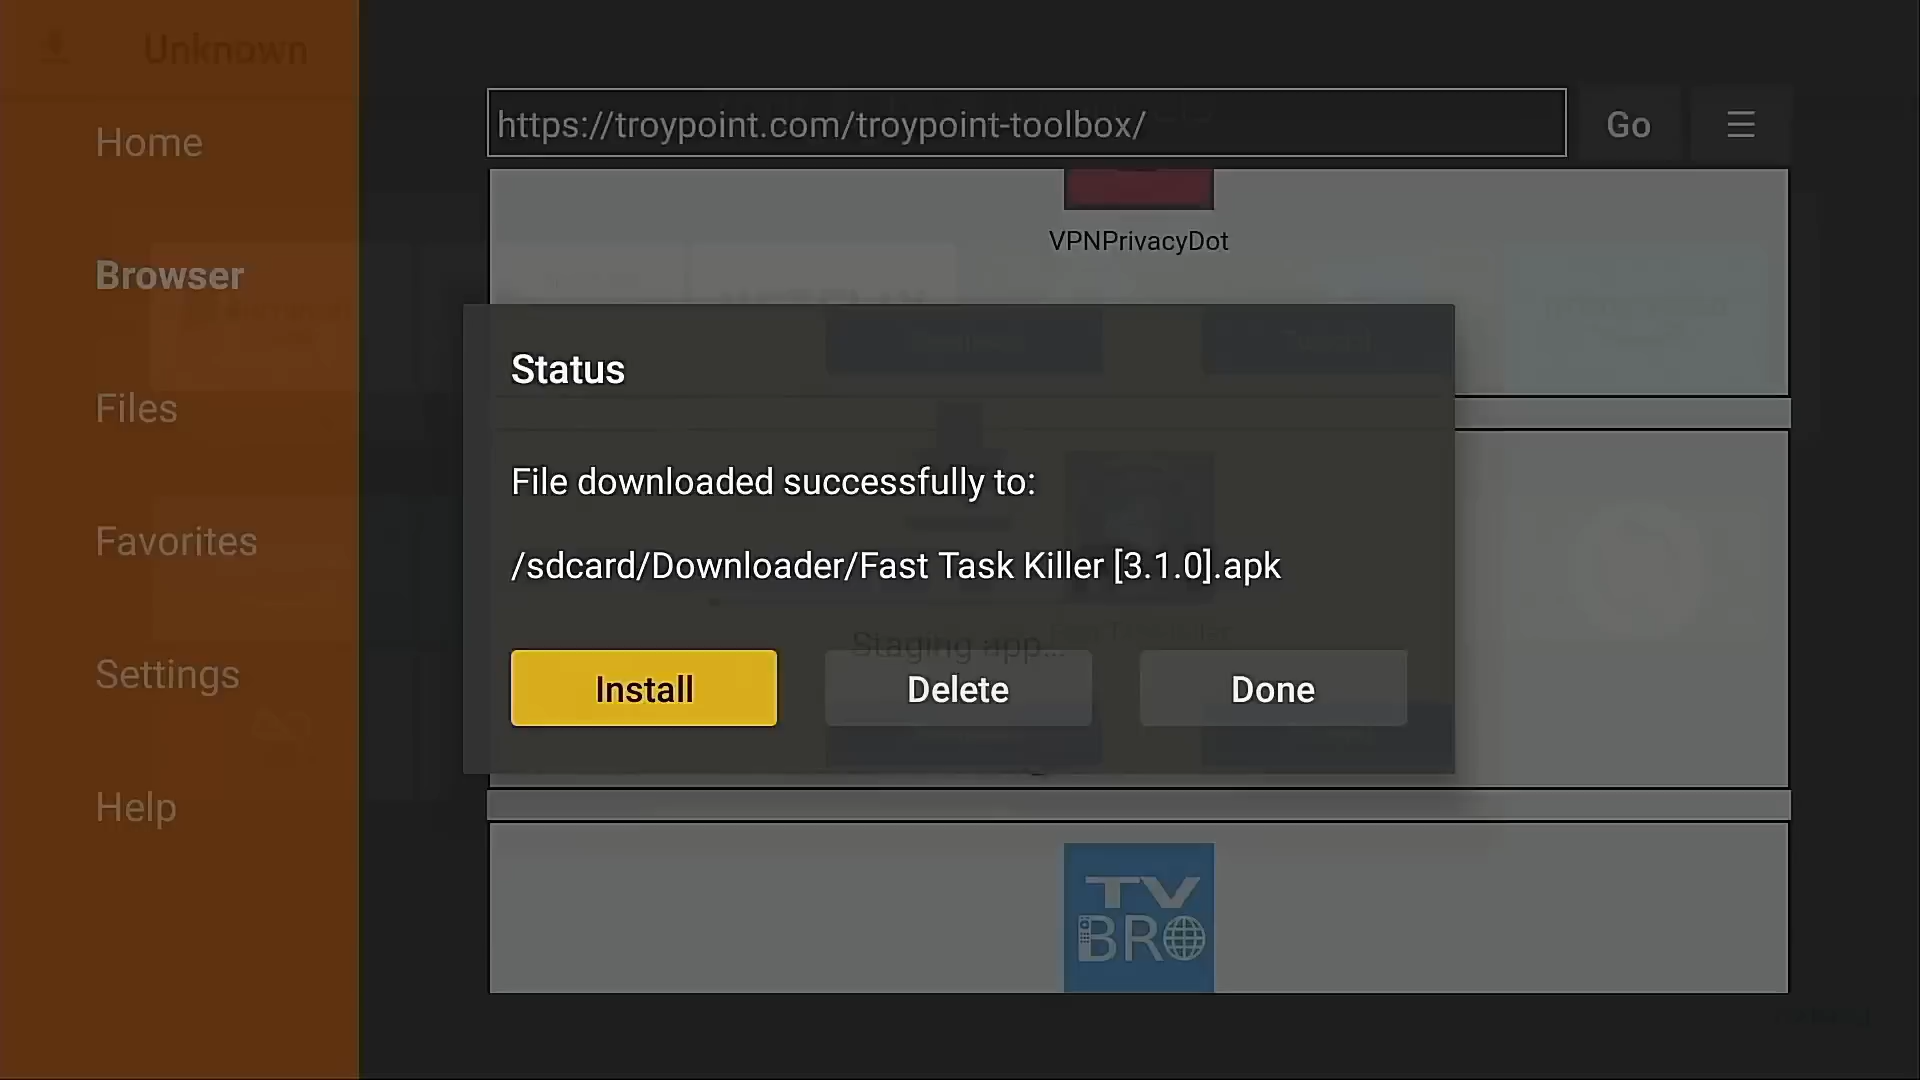 Unknown
Home
Browser
Files
Favorites
Settings
Help
https://troypoint.com/troypoint-toolbox/
Go
VPNPrivacyDot
Status
File downloaded successfully to:
/sdcard/Downloader/Fast Task Killer [3.1.0].apk
Staging app...
Install
Delete
Done
TV
BRO